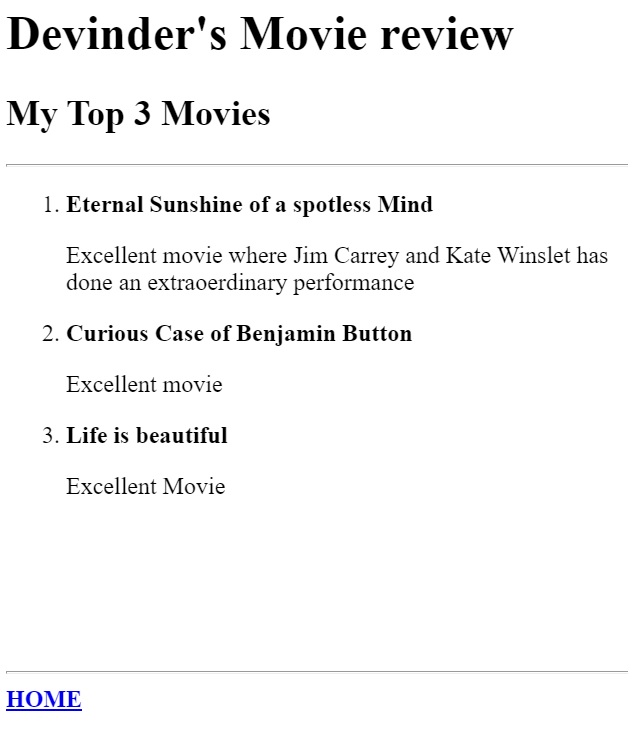 Devinder's Movie review
My Top 3 Movies
1. Eternal Sunshine of a spotless Mind
Excellent movie where Jim Carrey and Kate Winslet has
done an extraoerdinary performance
2. Curious Case of Benjamin Button
Excellent movie
3. Life is beautiful
Excellent Movie
HOME